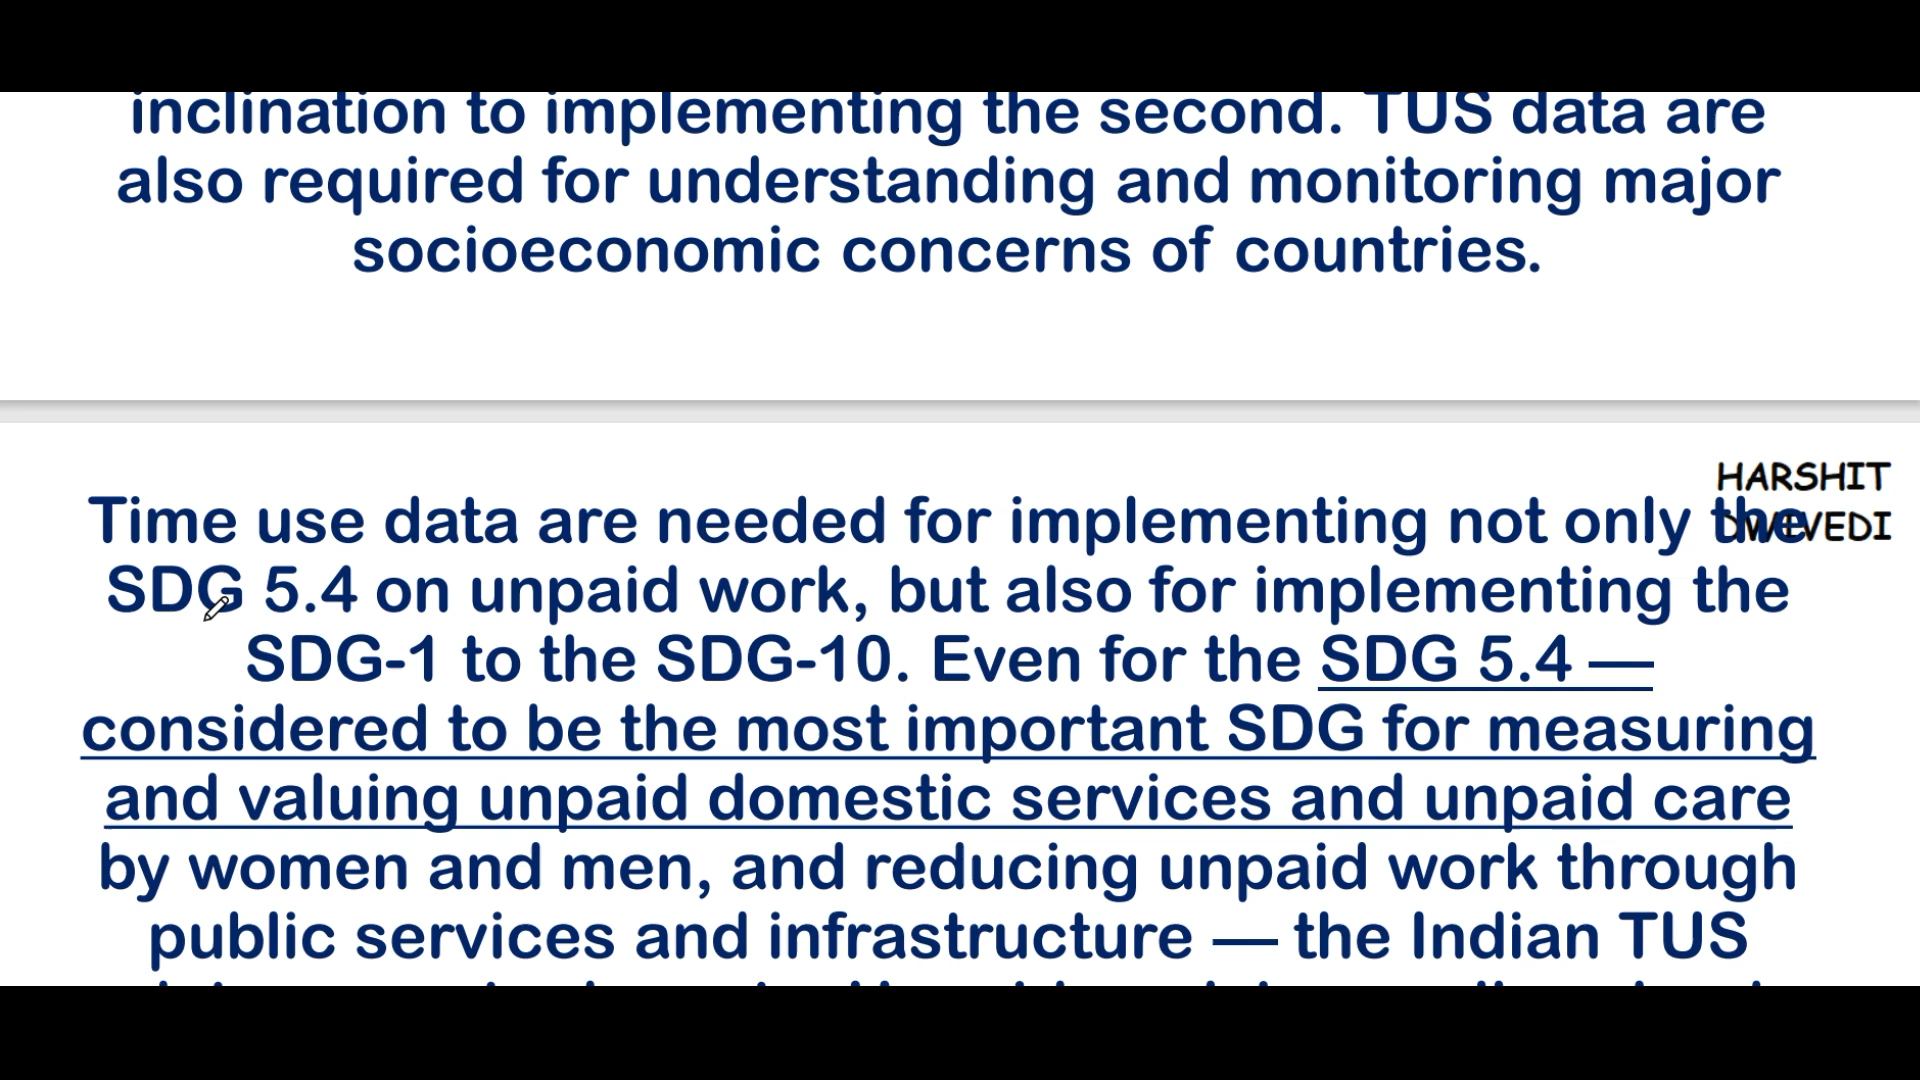 inclination to implementing the second. TUS data are
also required for understanding and monitoring major
socioeconomic concerns of countries.
HARSHIT
DWIVEDI
Time use data are needed for implementing not only the
SDG 5.4 on unpaid work, but also for implementing the
SDG-1 to the SDG-10. Even for the SDG 5.4 —
considered to be the most important SDG for measuring
and valuing unpaid domestic services and unpaid care
by women and men, and reducing unpaid work through
public services and infrastructure — the Indian TUS